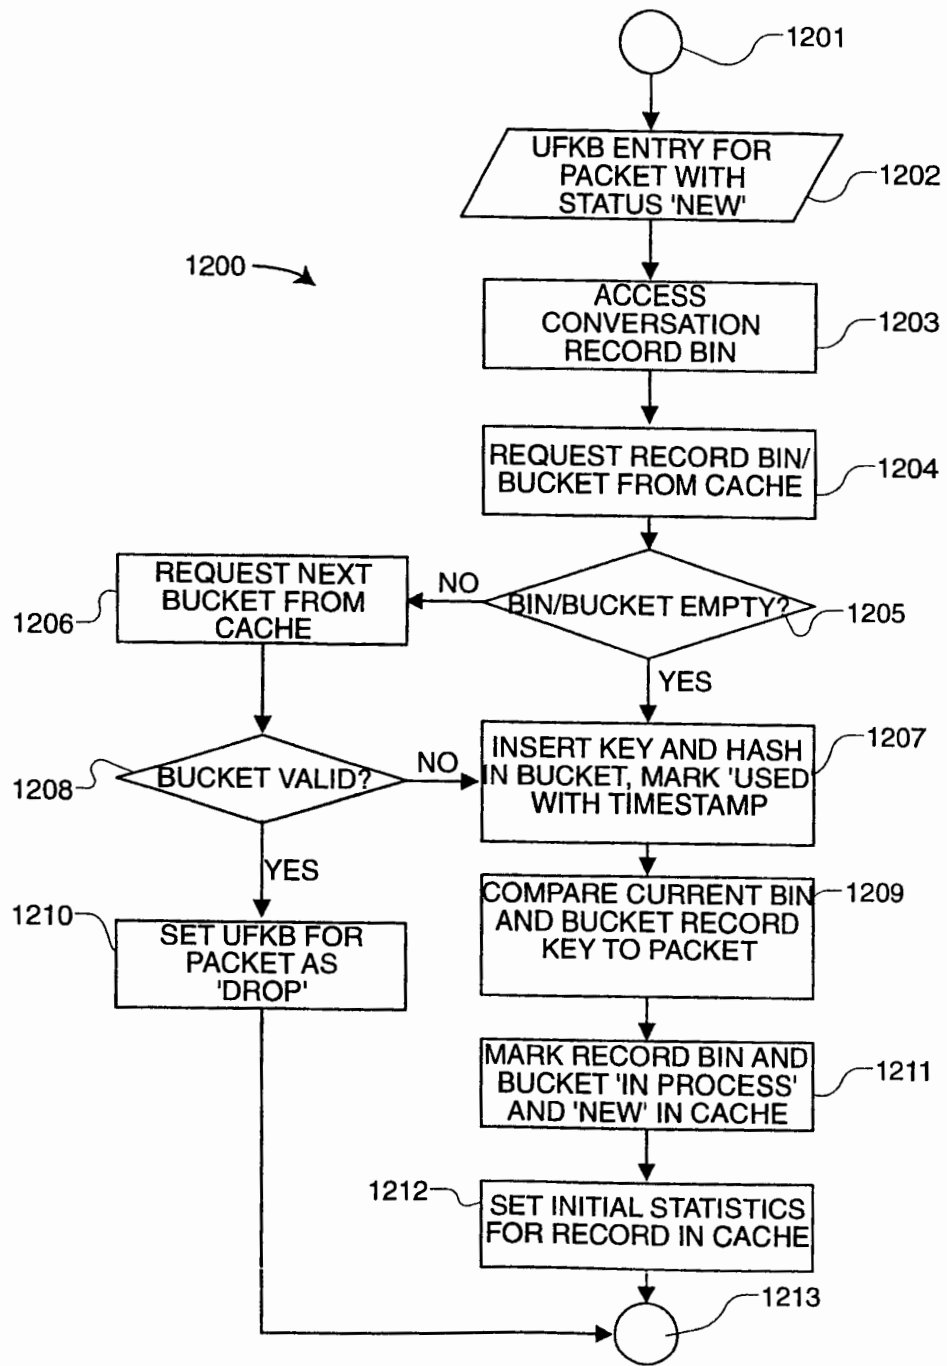 1201
UFKB ENTRY FOR
PACKET WITH
STATUS 'NEW'
1202
1200
ACCESS
CONVERSATION
RECORD BIN
1203
REQUEST RECORD BIN/
BUCKET FROM CACHE
1204
REQUEST NEXT
BUCKET FROM
CACHE
1206
NO
BIN/BUCKET EMPTY?
1205
YES
BUCKET VALID?
1208
NO
INSERT KEY AND HASH
IN BUCKET, MARK 'USED
WITH TIMESTAMP
1207
YES
COMPARE CURRENT BIN
AND BUCKET RECORD
KEY TO PACKET
1209
1210
SET UFKB FOR
PACKET AS
'DROP'
MARK RECORD BIN AND
BUCKET 'IN PROCESS'
AND 'NEW' IN CACHE
1211
1212
SET INITIAL STATISTICS
FOR RECORD IN CACHE
1213